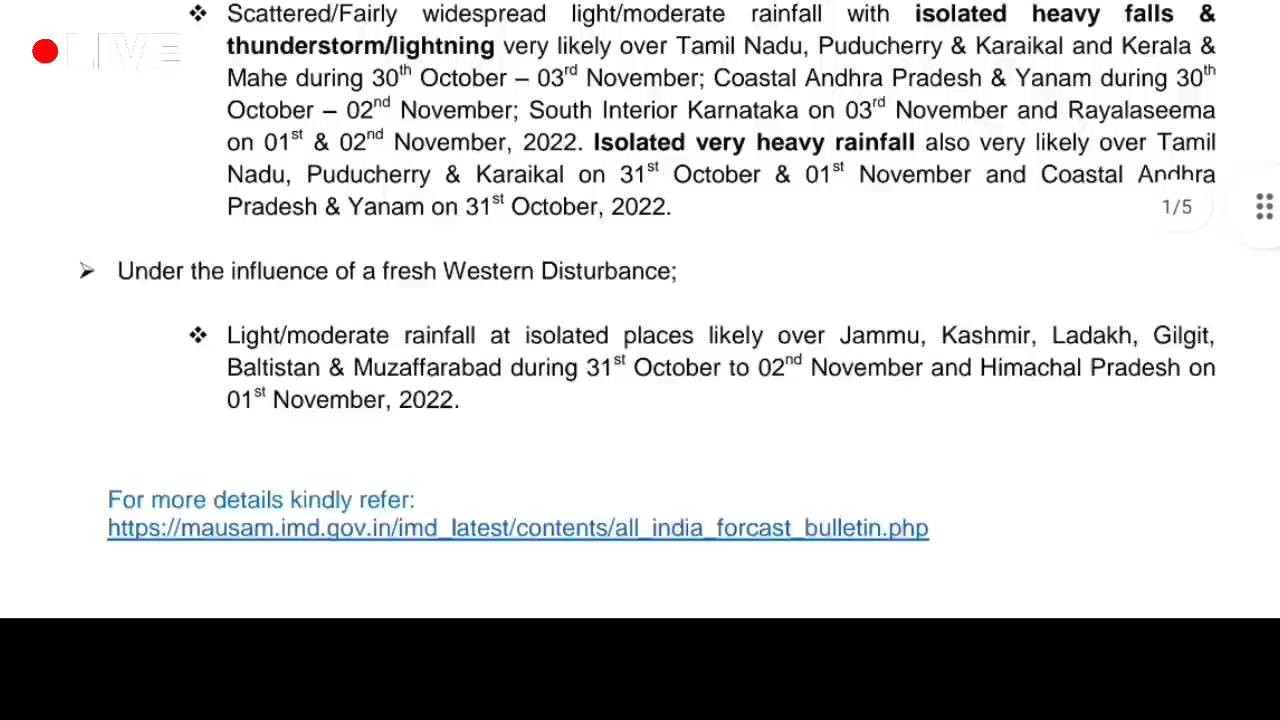 LIVE
❖ Scattered/Fairly widespread light/moderate rainfall with isolated heavy falls &
thunderstorm/lightning very likely over Tamil Nadu, Puducherry & Karaikal and Kerala &
Mahe during 30th October – 03rd November; Coastal Andhra Pradesh & Yanam during 30th
October – 02nd November; South Interior Karnataka on 03rd November and Rayalaseema
on 01st & 02nd November, 2022. Isolated very heavy rainfall also very likely over Tamil
Nadu, Puducherry & Karaikal on 31st October & 01st November and Coastal Andhra
Pradesh & Yanam on 31st October, 2022.
1/5
➢ Under the influence of a fresh Western Disturbance;
❖ Light/moderate rainfall at isolated places likely over Jammu, Kashmir, Ladakh, Gilgit,
Baltistan & Muzaffarabad during 31st October to 02nd November and Himachal Pradesh on
01st November, 2022.
For more details kindly refer:
https://mausam.imd.gov.in/imd_latest/contents/all_india_forcast_bulletin.php